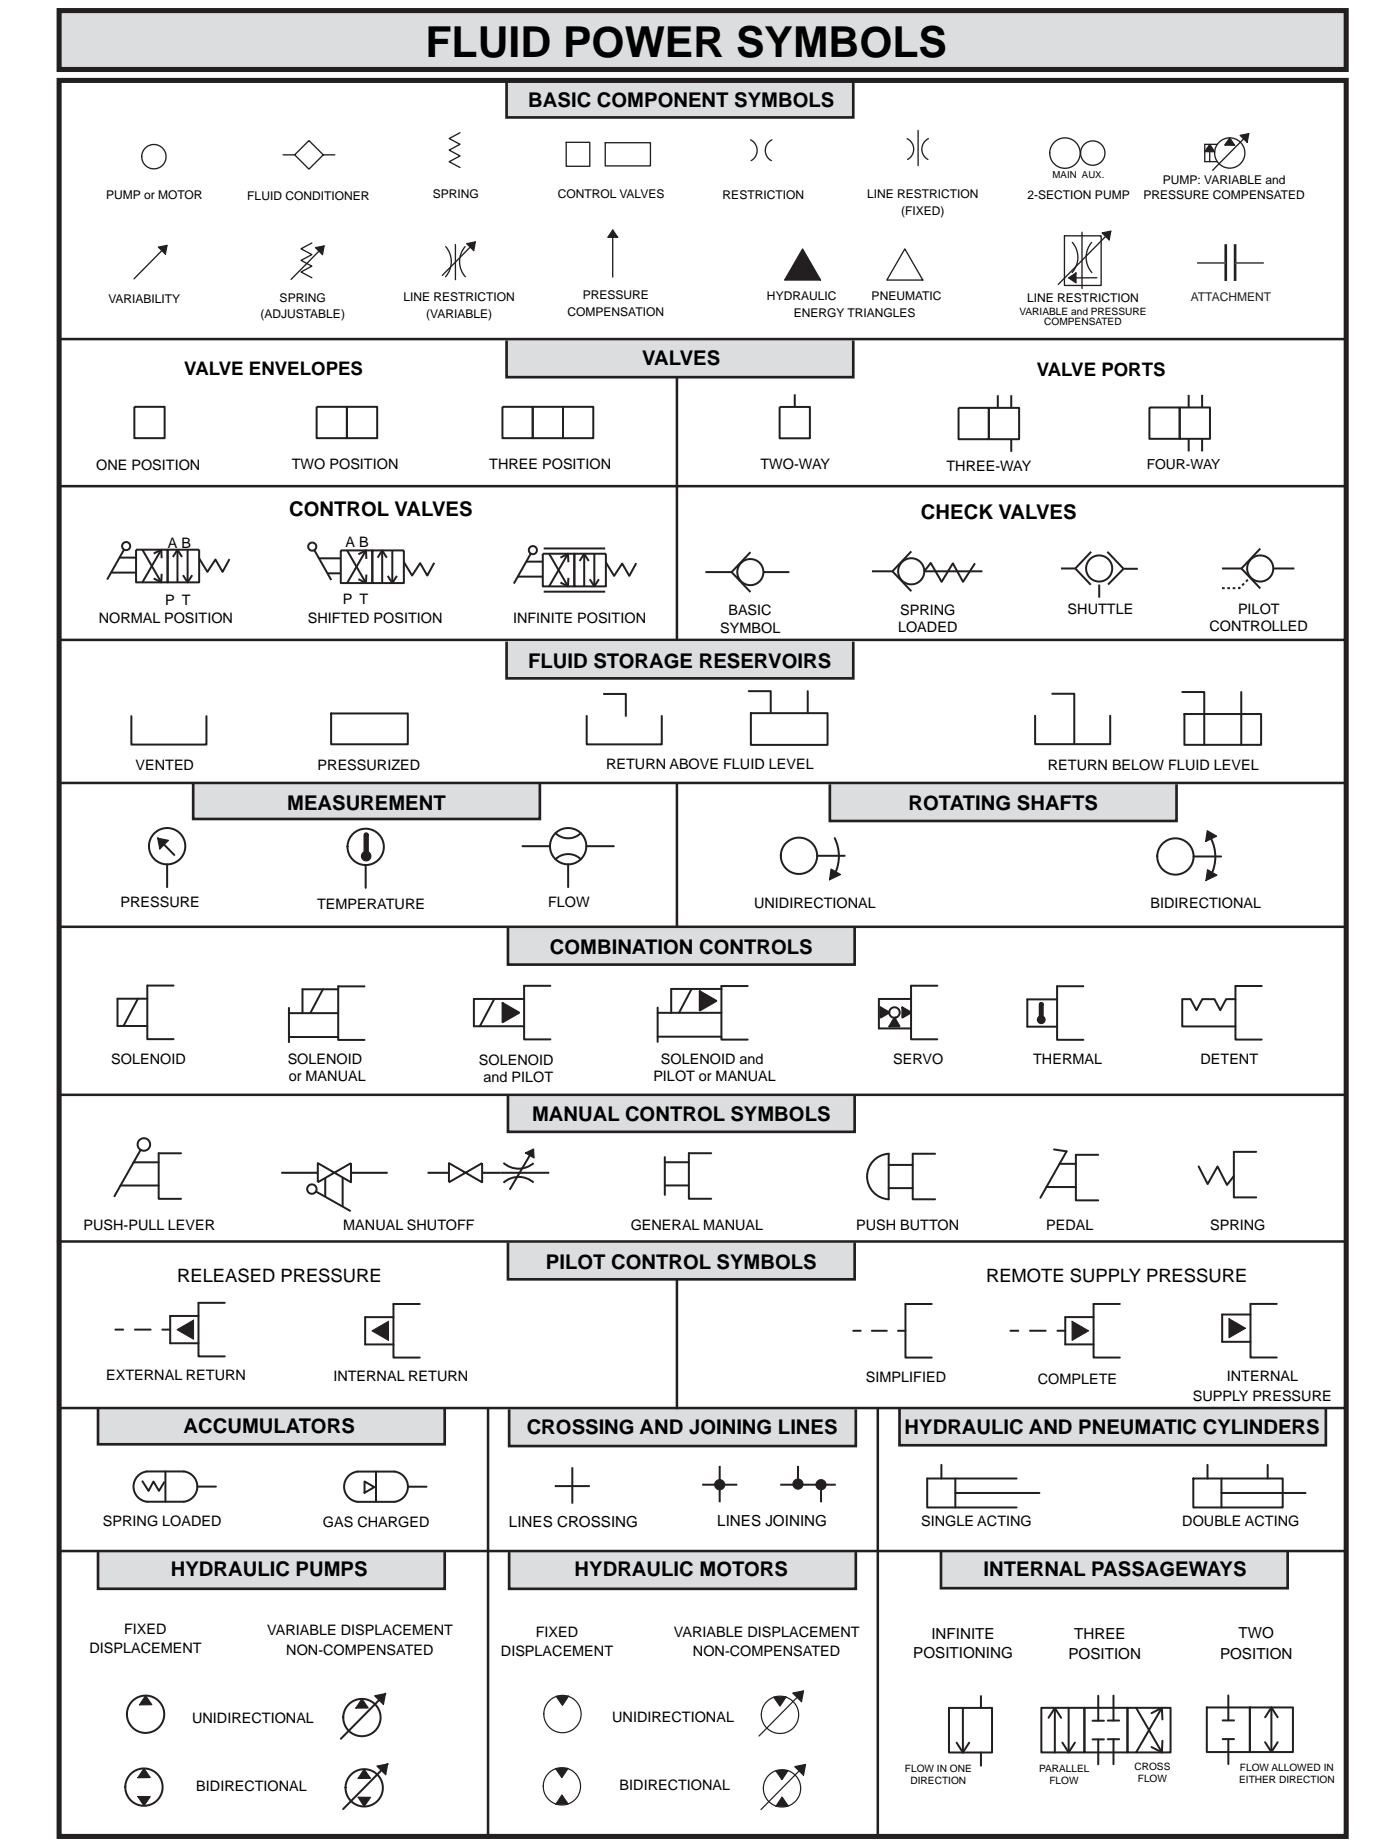 FLUID POWER SYMBOLS
BASIC COMPONENT SYMBOLS
PUMP or MOTOR
FLUID CONDITIONER
SPRING
CONTROL VALVES
RESTRICTION
LINE RESTRICTION
(FIXED)
MAIN AUX.
2-SECTION PUMP
PUMP: VARIABLE and
PRESSURE COMPENSATED
VARIABILITY
SPRING
(ADJUSTABLE)
LINE RESTRICTION
(VARIABLE)
PRESSURE
COMPENSATION
HYDRAULIC PNEUMATIC
ENERGY TRIANGLES
LINE RESTRICTION
VARIABLE and PRESSURE
COMPENSATED
ATTACHMENT
VALVES
VALVE ENVELOPES
ONE POSITION
TWO POSITION
THREE POSITION
VALVE PORTS
TWO-WAY
THREE-WAY
FOUR-WAY
CONTROL VALVES
A B
P T
NORMAL POSITION
A B
P T
SHIFTED POSITION
INFINITE POSITION
CHECK VALVES
BASIC
SYMBOL
SPRING
LOADED
SHUTTLE
PILOT
CONTROLLED
FLUID STORAGE RESERVOIRS
VENTED
PRESSURIZED
RETURN ABOVE FLUID LEVEL
RETURN BELOW FLUID LEVEL
MEASUREMENT
PRESSURE
TEMPERATURE
FLOW
ROTATING SHAFTS
UNIDIRECTIONAL
BIDIRECTIONAL
COMBINATION CONTROLS
SOLENOID
SOLENOID
or MANUAL
SOLENOID
and PILOT
SOLENOID and
PILOT or MANUAL
SERVO
THERMAL
DETENT
MANUAL CONTROL SYMBOLS
PUSH-PULL LEVER
MANUAL SHUTOFF
GENERAL MANUAL
PUSH BUTTON
PEDAL
SPRING
PILOT CONTROL SYMBOLS
RELEASED PRESSURE
EXTERNAL RETURN
INTERNAL RETURN
REMOTE SUPPLY PRESSURE
SIMPLIFIED
COMPLETE
INTERNAL
SUPPLY PRESSURE
ACCUMULATORS
SPRING LOADED
GAS CHARGED
CROSSING AND JOINING LINES
LINES CROSSING
LINES JOINING
HYDRAULIC AND PNEUMATIC CYLINDERS
SINGLE ACTING
DOUBLE ACTING
HYDRAULIC PUMPS
FIXED
DISPLACEMENT
VARIABLE DISPLACEMENT
NON-COMPENSATED
UNIDIRECTIONAL
BIDIRECTIONAL
HYDRAULIC MOTORS
FIXED
DISPLACEMENT
VARIABLE DISPLACEMENT
NON-COMPENSATED
UNIDIRECTIONAL
BIDIRECTIONAL
INTERNAL PASSAGEWAYS
INFINITE
POSITIONING
THREE
POSITION
TWO
POSITION
FLOW IN ONE
DIRECTION
PARALLEL
FLOW
CROSS
FLOW
FLOW ALLOWED IN
EITHER DIRECTION